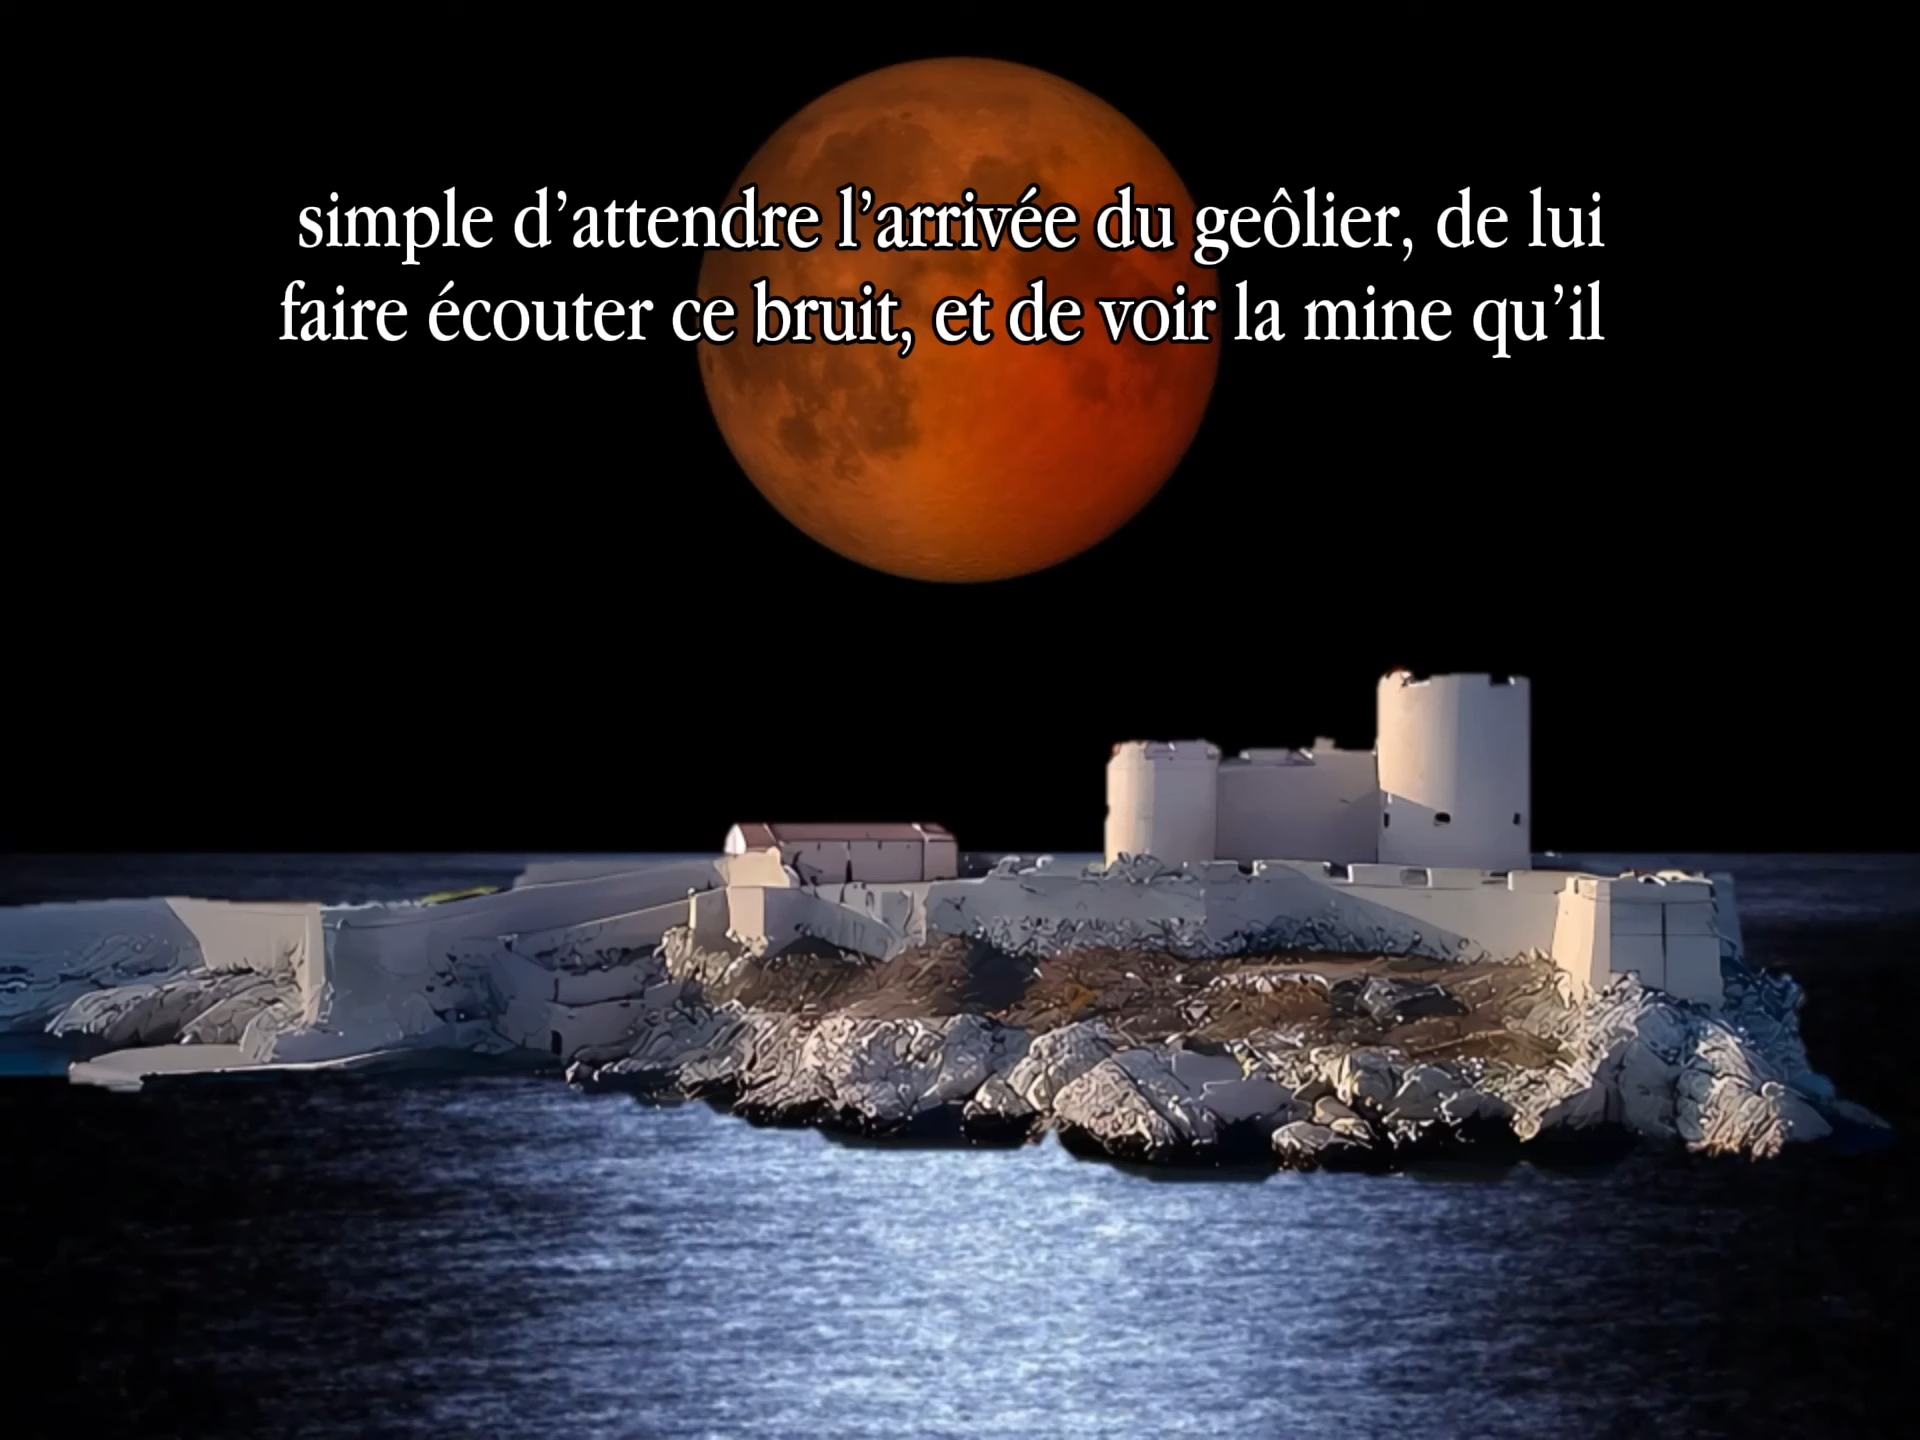 simple d’attendre l’arrivée du geôlier, de lui
faire écouter ce bruit, et de voir la mine qu’il